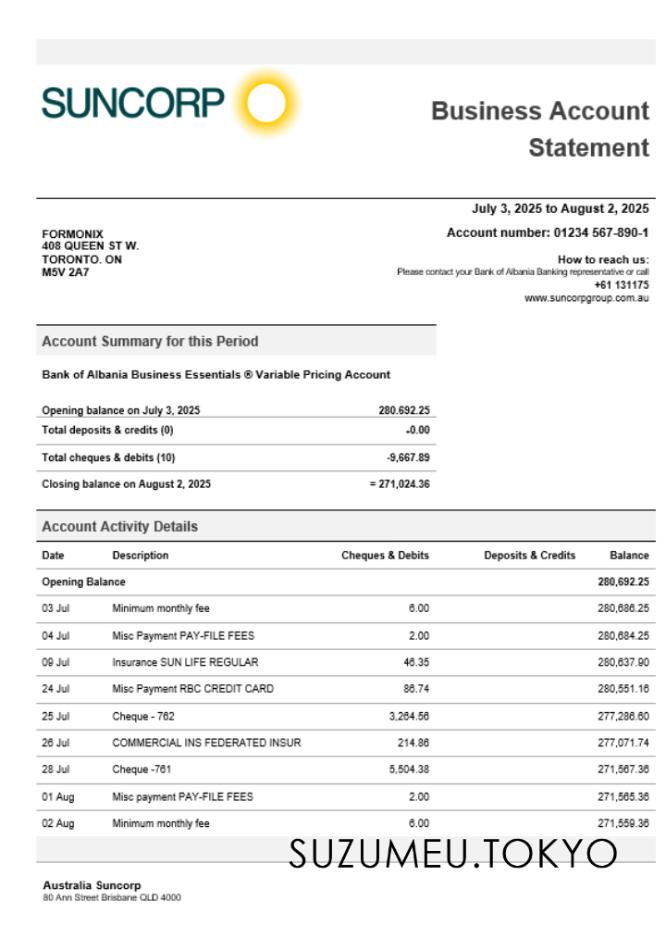 SUNCORP
Business Account
Statement
July 3, 2025 to August 2, 2025
FORMONIX
408 QUEEN ST W.
TORONTO. ON
M5V 2A7
Account number: 01234 567-890-1
How to reach us:
Please contact your Bank of Albania Banking representative or call
+61 131175
www.suncorpgroup.com.au
Account Summary for this Period
Bank of Albania Business Essentials ® Variable Pricing Account
Opening balance on July 3, 2025 280.692.25
Total deposits & credits (0) -0.00
Total cheques & debits (10) -9,667.89
Closing balance on August 2, 2025 = 271,024.36
Account Activity Details
Date Description Cheques & Debits Deposits & Credits Balance
Opening Balance 280,692.25
03 Jul Minimum monthly fee 6.00 280,686.25
04 Jul Misc Payment PAY-FILE FEES 2.00 280,684.25
09 Jul Insurance SUN LIFE REGULAR 46.35 280,637.90
24 Jul Misc Payment RBC CREDIT CARD 86.74 280,551.16
25 Jul Cheque - 762 3,264.56 277,286.60
26 Jul COMMERCIAL INS FEDERATED INSUR 214.86 277,071.74
28 Jul Cheque -761 5,504.38 271,567.36
01 Aug Misc payment PAY-FILE FEES 2.00 271,565.36
02 Aug Minimum monthly fee 6.00 271,559.36
SUZUMEU.TOKYO
Australia Suncorp
80 Ann Street Brisbane QLD 4000